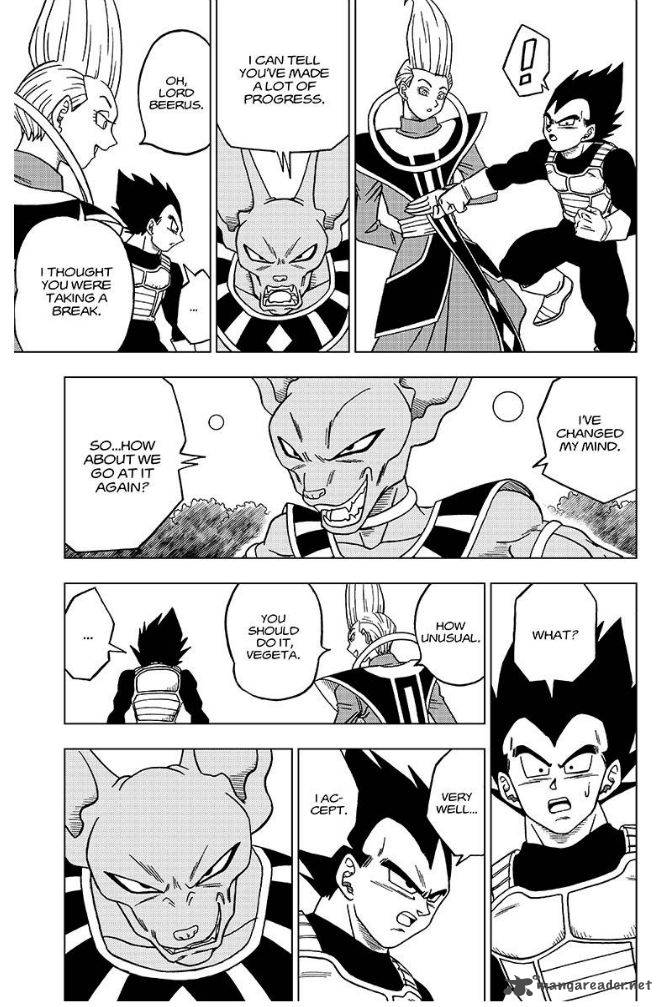 !
I CAN TELL
YOU'VE MADE
A LOT OF
PROGRESS.
OH,
LORD
BEERUS.
I THOUGHT
YOU WERE
TAKING A
BREAK.
...
I'VE
CHANGED
MY MIND.
SO...HOW
ABOUT WE
GO AT IT
AGAIN?
WHAT?
HOW
UNUSUAL.
YOU
SHOULD
DO IT,
VEGETA.
...
VERY
WELL...
I AC-
CEPT.
mangareader.net